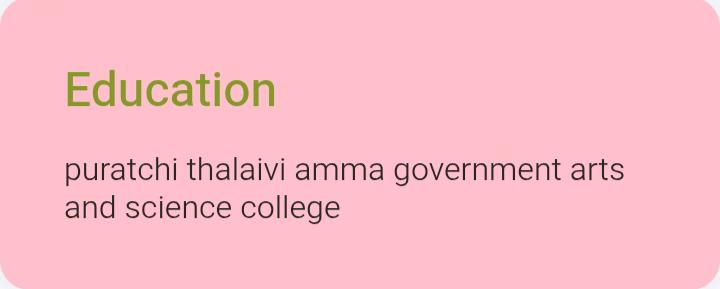 Education
puratchi thalaivi amma government arts
and science college